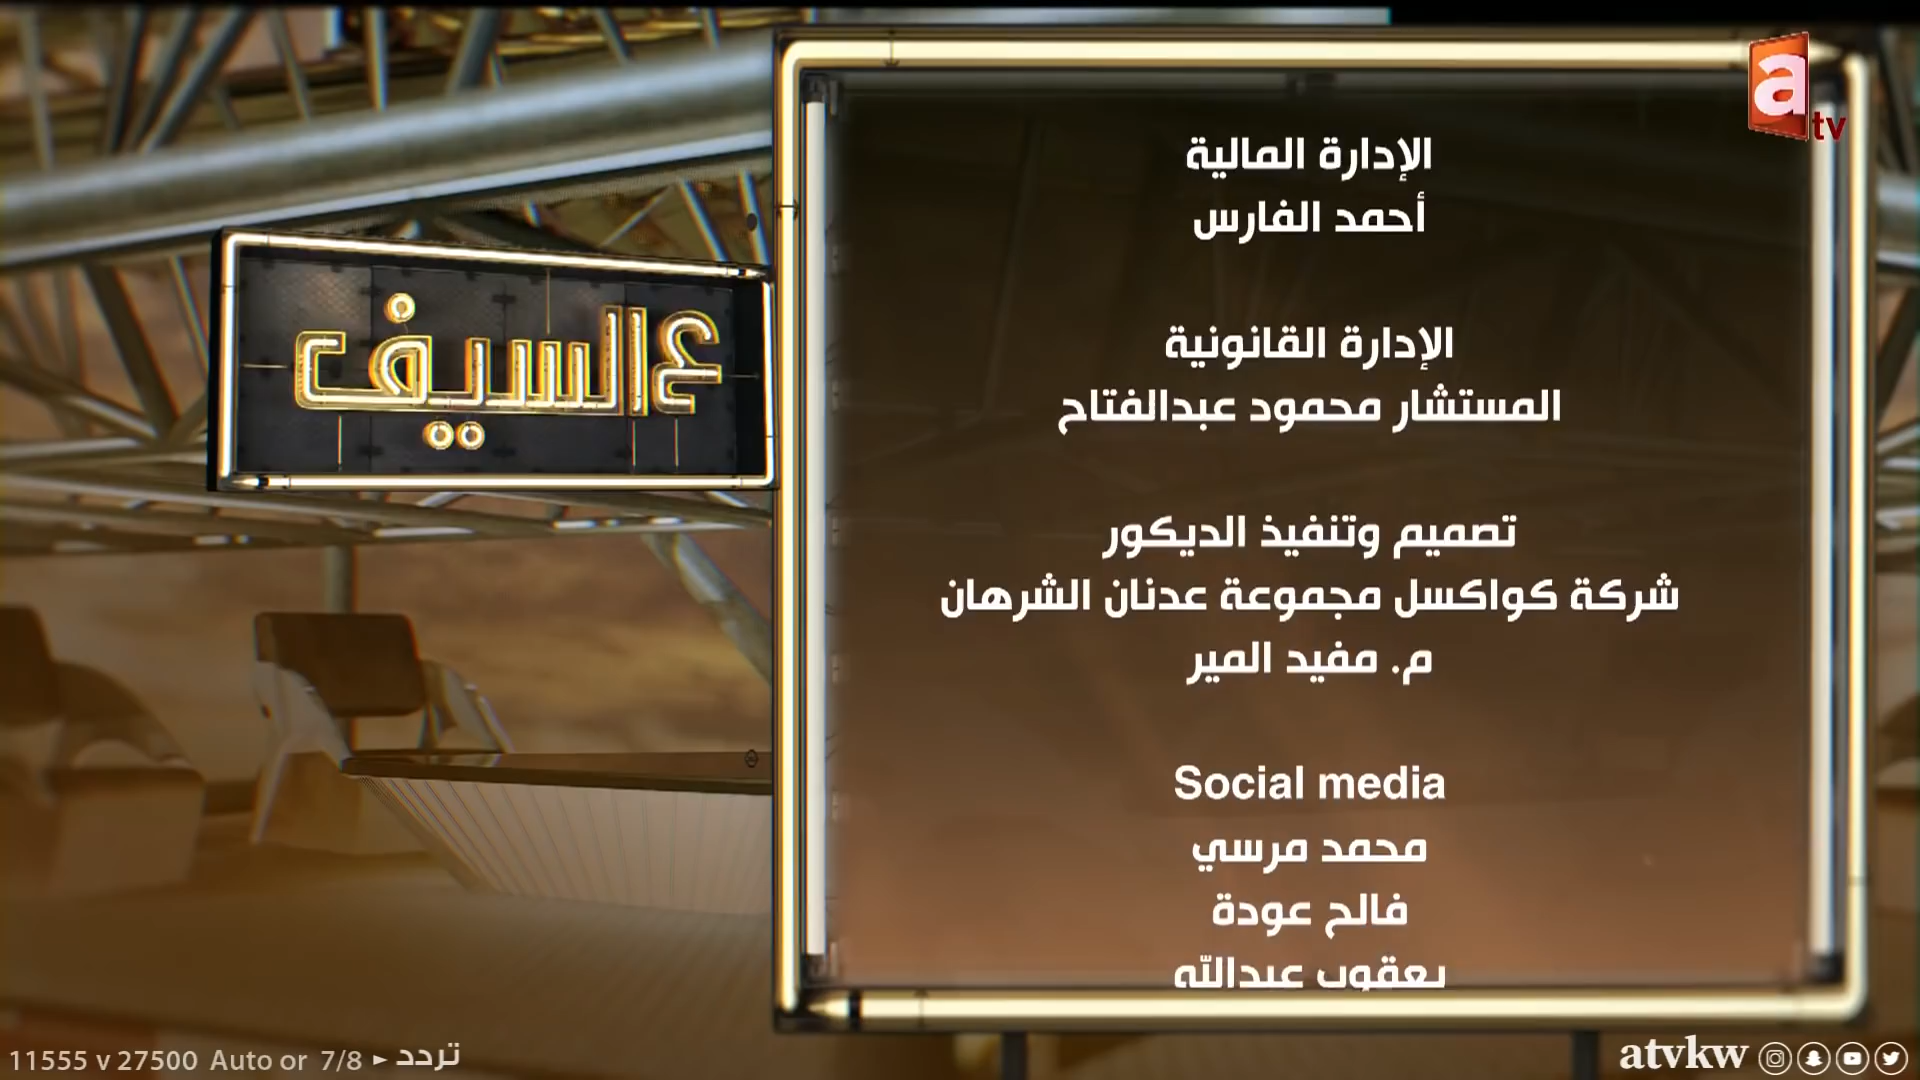 a tv
ع السيف
الإدارة المالية
أحمد الفارس
الإدارة القانونية
المستشار محمود عبدالفتاح
تصميم وتنفيذ الديكور
شركة كواكسل مجموعة عدنان الشرهان
م. مفيد المير
Social media
محمد مرسي
فالح عودة
يعقوب عبدالله
11555 v 27500 Auto or 7/8 ► تردد
atvkw